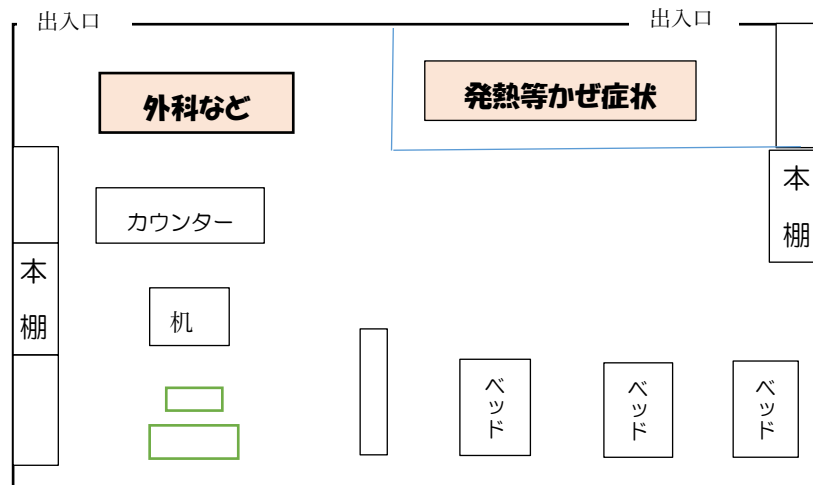 出入口
出入口
外科など
発熱等かぜ症状
カウンター
本棚
本棚
机
ベッド
ベッド
ベッド